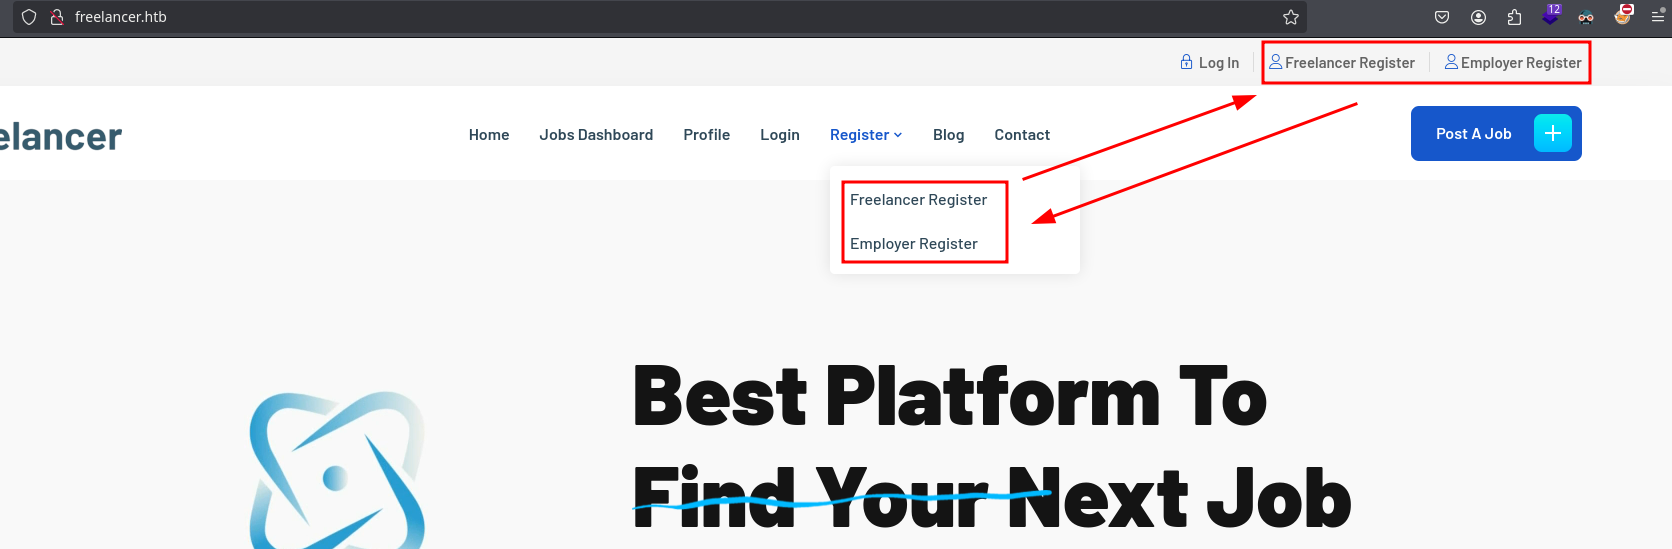 freelancer.htb
12
Log In Freelancer Register Employer Register
elancer
Home Jobs Dashboard Profile Login Register Blog Contact Post A Job
Freelancer Register
Employer Register
Best Platform To
Find Your Next Job